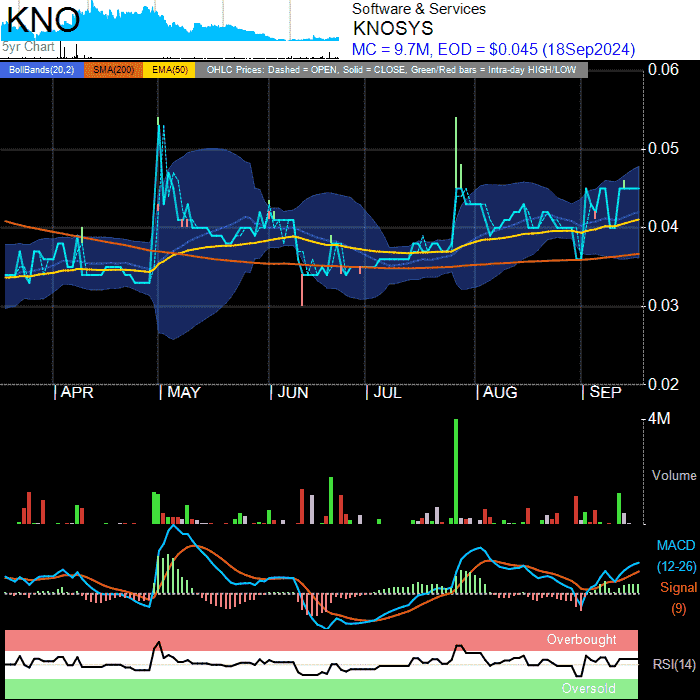 KNO
Software & Services
KNOSYS
MC = 9.7M, EOD = $0.045 (18Sep2024)
5yr Chart
BollBands(20,2) SMA(200) EMA(50) OHLC Prices: Dashed = OPEN, Solid = CLOSE, Green/Red bars = Intra-day HIGH/LOW
0.06
0.05
0.04
0.03
0.02
APR MAY JUN JUL AUG SEP
4M
Volume
MACD
(12-26)
Signal
(9)
Overbought
RSI(14)
Oversold